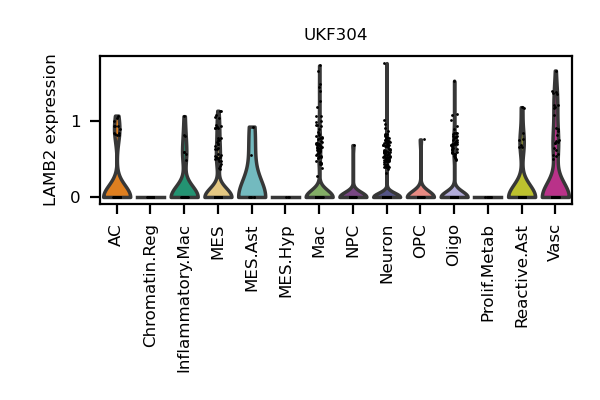 UKF304
LAMB2 expression
1
0
AC
Chromatin.Reg
Inflammatory.Mac
MES
MES.Ast
MES.Hyp
Mac
NPC
Neuron
OPC
Oligo
Prolif.Metab
Reactive.Ast
Vasc